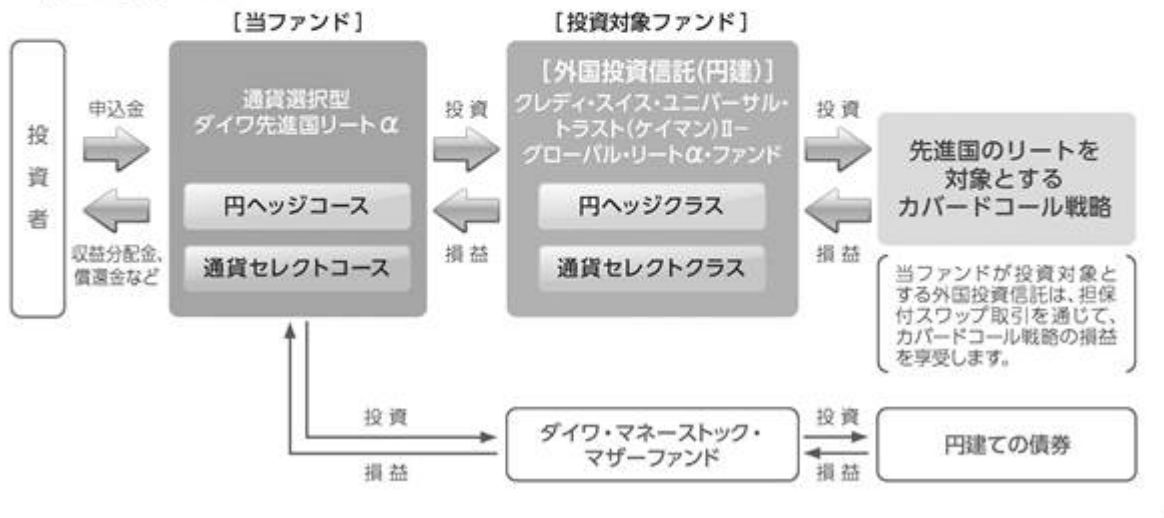 [当ファンド]
[投資対象ファンド]
投資者
申込金
収益分配金、
償還金など
通貨選択型
ダイワ先進国リートα
円ヘッジコース
通貨セレクトコース
投資
損益
[外国投資信託(円建)]
クレディ・スイス・ユニバーサル・
トラスト(ケイマン)Ⅱ−
グローバル・リートα・ファンド
円ヘッジクラス
通貨セレクトクラス
投資
損益
先進国のリートを
対象とする
カバードコール戦略
当ファンドが投資対象と
する外国投資信託は、担保
付スワップ取引を通じて、
カバードコール戦略の損益
を享受します。
投資
損益
ダイワ・マネーストック・
マザーファンド
投資
損益
円建ての債券